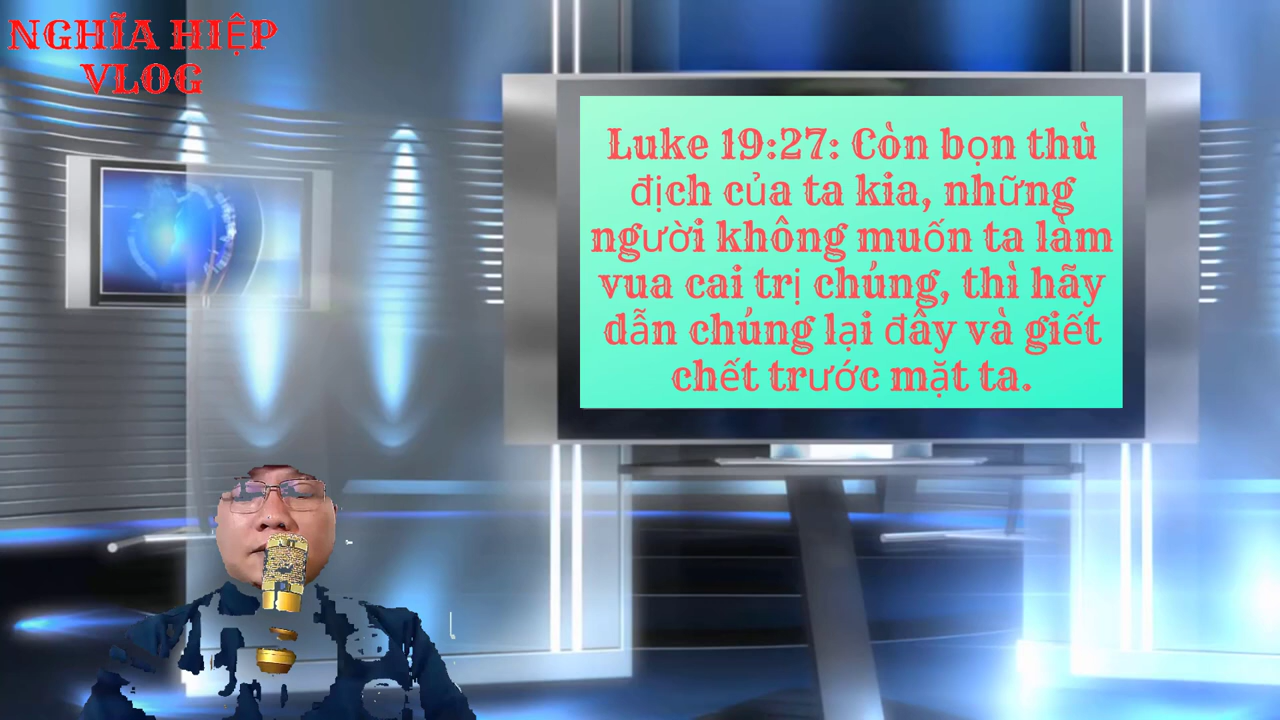 NGHĨA HIỆP
VLOG
Luke 19:27: Còn bọn thù
địch của ta kia, những
người không muốn ta làm
vua cai trị chúng, thì hãy
dẫn chúng lại đây và giết
chết trước mặt ta.